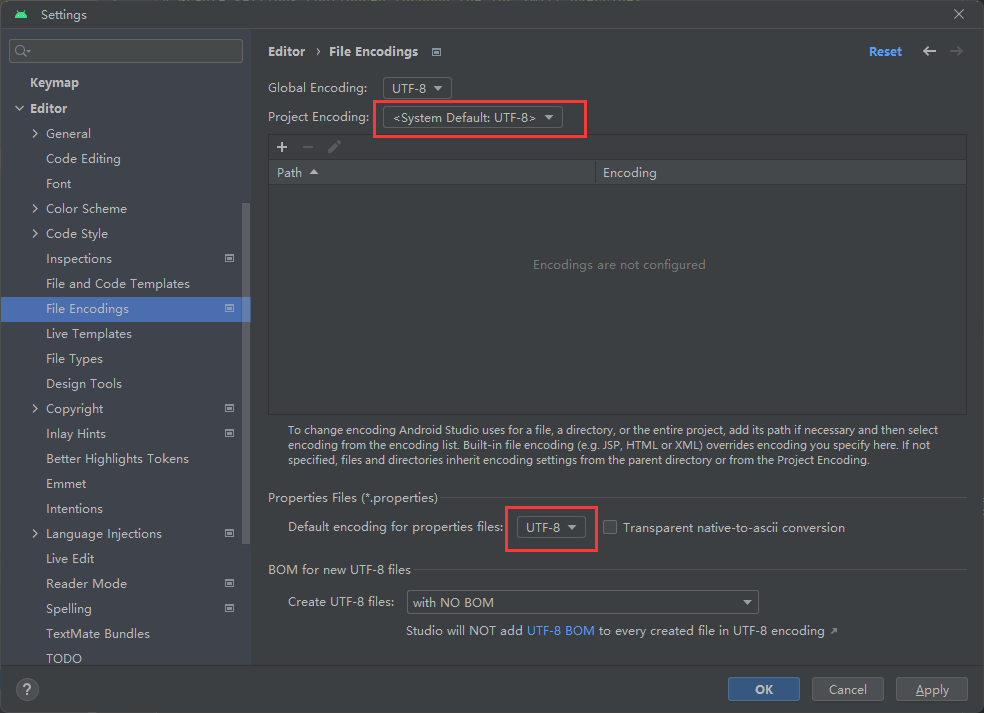 Settings
Keymap
Editor
General
Code Editing
Font
Color Scheme
Code Style
Inspections
File and Code Templates
File Encodings
Live Templates
File Types
Design Tools
Copyright
Inlay Hints
Better Highlights Tokens
Emmet
Intentions
Language Injections
Live Edit
Reader Mode
Spelling
TextMate Bundles
TODO
Editor › File Encodings
Reset
Global Encoding: UTF-8
Project Encoding: <System Default: UTF-8>
Path Encoding
Encodings are not configured
To change encoding Android Studio uses for a file, a directory, or the entire project, add its path if necessary and then select
encoding from the encoding list. Built-in file encoding (e.g. JSP, HTML or XML) overrides encoding you specify here. If not
specified, files and directories inherit encoding settings from the parent directory or from the Project Encoding.
Properties Files (*.properties)
Default encoding for properties files: UTF-8 Transparent native-to-ascii conversion
BOM for new UTF-8 files
Create UTF-8 files: with NO BOM
Studio will NOT add UTF-8 BOM to every created file in UTF-8 encoding ↗
?
OK Cancel Apply